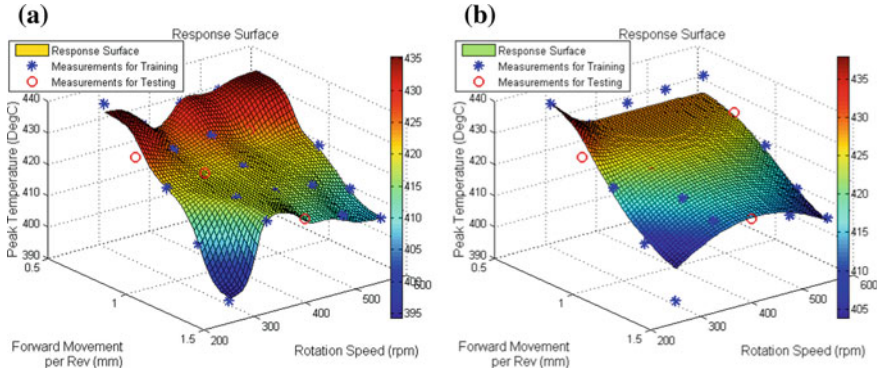 (a)
Response Surface
Response Surface
Measurements for Training
Measurements for Testing
Peak Temperature (DegC)
440
430
420
410
400
390
0.5
1
1.5
Forward Movement
per Rev (mm)
200
300
400
500
600
Rotation Speed (rpm)
435
430
425
420
415
410
405
400
395
(b)
Response Surface
Response Surface
Measurements for Training
Measurements for Testing
Peak Temperature (DegC)
440
430
420
410
400
390
0.5
1
1.5
Forward Movement
per Rev (mm)
200
300
400
500
600
Rotation Speed (rpm)
435
430
425
420
415
410
405